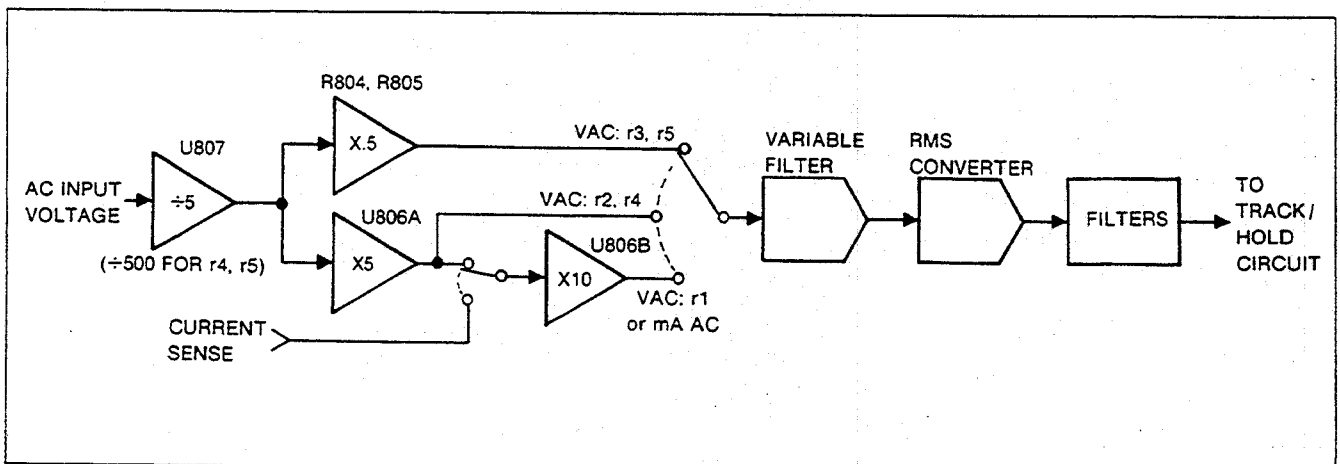 R804, R805
X.5
U807
AC INPUT
VOLTAGE
÷5
(÷500 FOR r4, r5)
U806A
X5
VAC: r3, r5
VAC: r2, r4
U806B
X10
VAC: r1
or mA AC
CURRENT
SENSE
VARIABLE
FILTER
RMS
CONVERTER
FILTERS
TO
TRACK/
HOLD
CIRCUIT